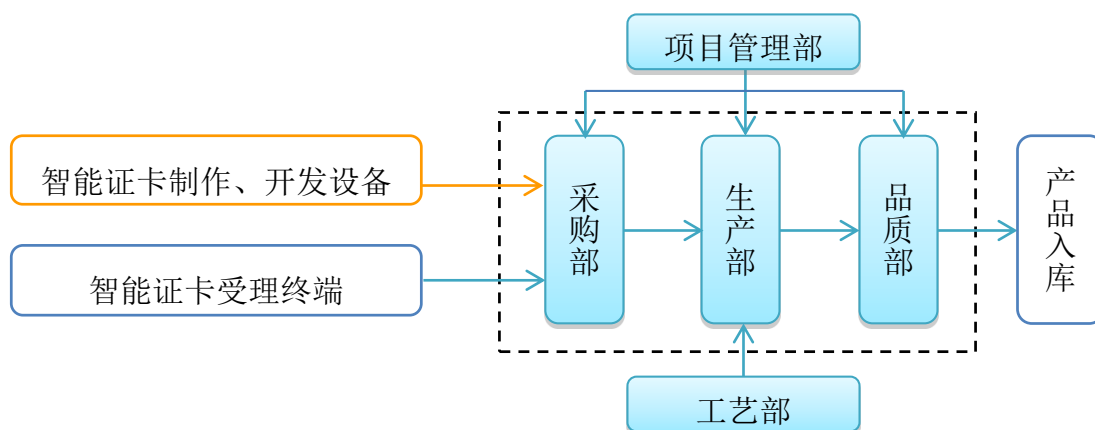 项目管理部
智能证卡制作、开发设备
智能证卡受理终端
采购部
生产部
品质部
产品入库
工艺部